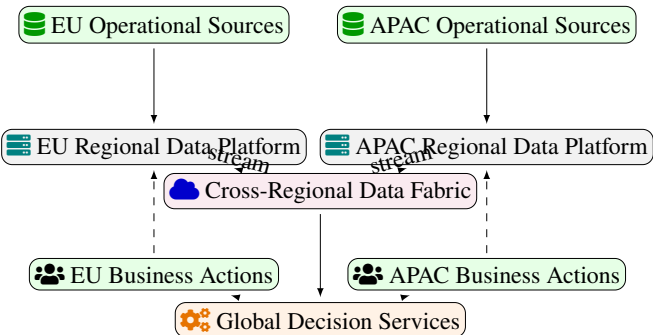 EU Operational Sources
APAC Operational Sources
EU Regional Data Platform
APAC Regional Data Platform
stream
stream
Cross-Regional Data Fabric
EU Business Actions
APAC Business Actions
Global Decision Services